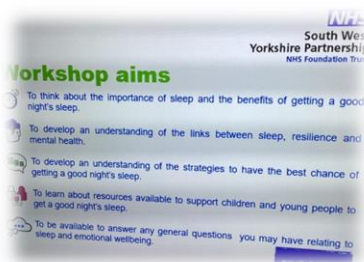 NHS
South West
Yorkshire Partnership
NHS Foundation Trust
Workshop aims
To think about the importance of sleep and the benefits of getting a good
night's sleep.
To develop an understanding of the links between sleep, resilience and
mental health.
To develop an understanding of the strategies to have the best chance of
getting a good night's sleep.
To learn about resources available to support children and young people to
get a good night's sleep.
To be available to answer any general questions you may have relating to
sleep and emotional wellbeing.